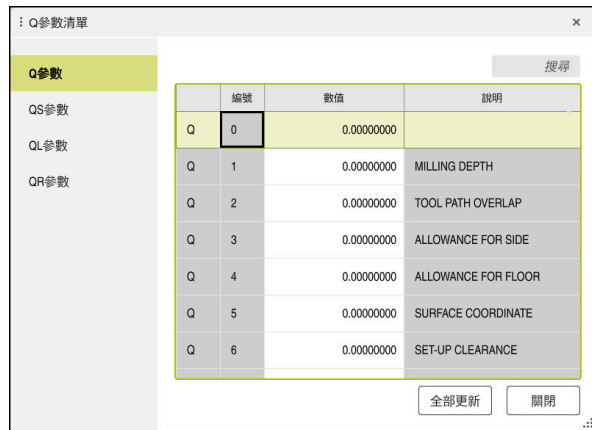 Q參數清單 ×
Q參數
QS參數
QL參數
QR參數
搜尋
編號 數值 說明
Q 0 0.00000000
Q 1 0.00000000 MILLING DEPTH
Q 2 0.00000000 TOOL PATH OVERLAP
Q 3 0.00000000 ALLOWANCE FOR SIDE
Q 4 0.00000000 ALLOWANCE FOR FLOOR
Q 5 0.00000000 SURFACE COORDINATE
Q 6 0.00000000 SET-UP CLEARANCE
全部更新 關閉